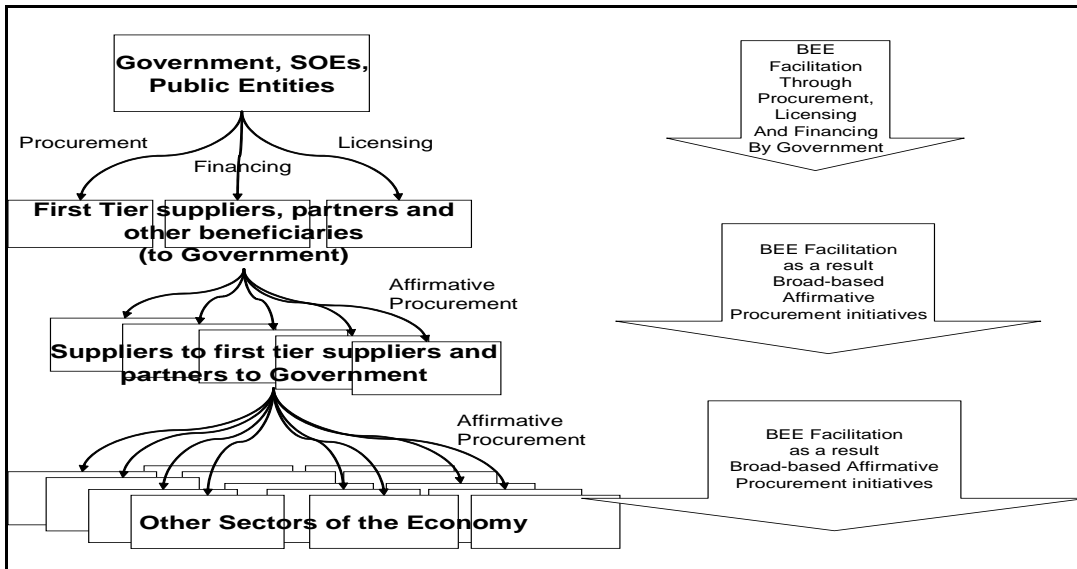 Government, SOEs,
Public Entities
Procurement
Financing
Licensing
First Tier suppliers, partners and
other beneficiaries
(to Government)
Affirmative
Procurement
Suppliers to first tier suppliers and
partners to Government
Affirmative
Procurement
Other Sectors of the Economy
BEE
Facilitation
Through
Procurement,
Licensing
And Financing
By Government
BEE Facilitation
as a result
Broad-based
Affirmative
Procurement initiatives
BEE Facilitation
as a result
Broad-based Affirmative
Procurement initiatives